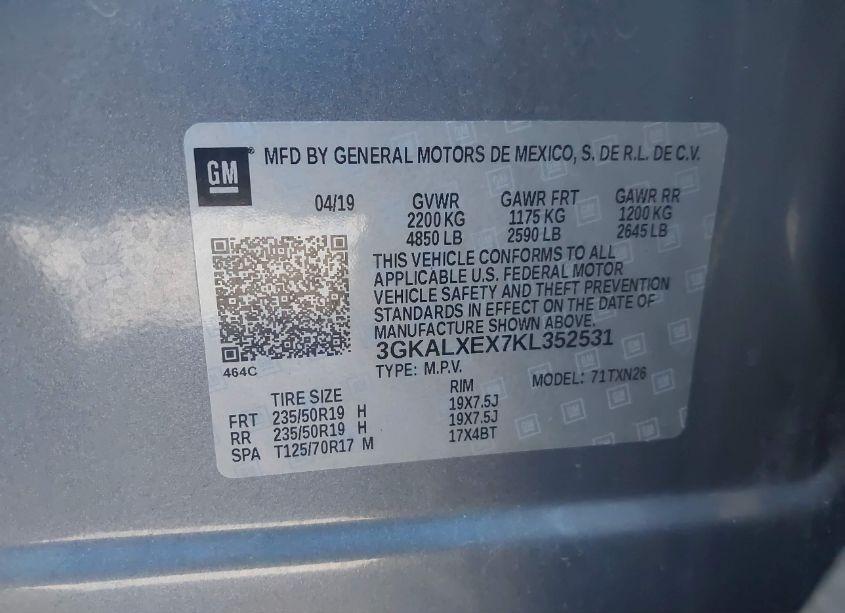 GM
MFD BY GENERAL MOTORS DE MEXICO, S. DE R.L. DE C.V.
04/19 GVWR GAWR FRT GAWR RR
2200 KG 1175 KG 1200 KG
4850 LB 2590 LB 2645 LB
THIS VEHICLE CONFORMS TO ALL
APPLICABLE U.S. FEDERAL MOTOR
VEHICLE SAFETY AND THEFT PREVENTION
STANDARDS IN EFFECT ON THE DATE OF
MANUFACTURE SHOWN ABOVE.
3GKALXEX7KL352531
464C
TYPE: M.P.V. MODEL: 71TXN26
TIRE SIZE RIM
FRT 235/50R19 H 19X7.5J
RR 235/50R19 H 19X7.5J
SPA T125/70R17 M 17X4BT